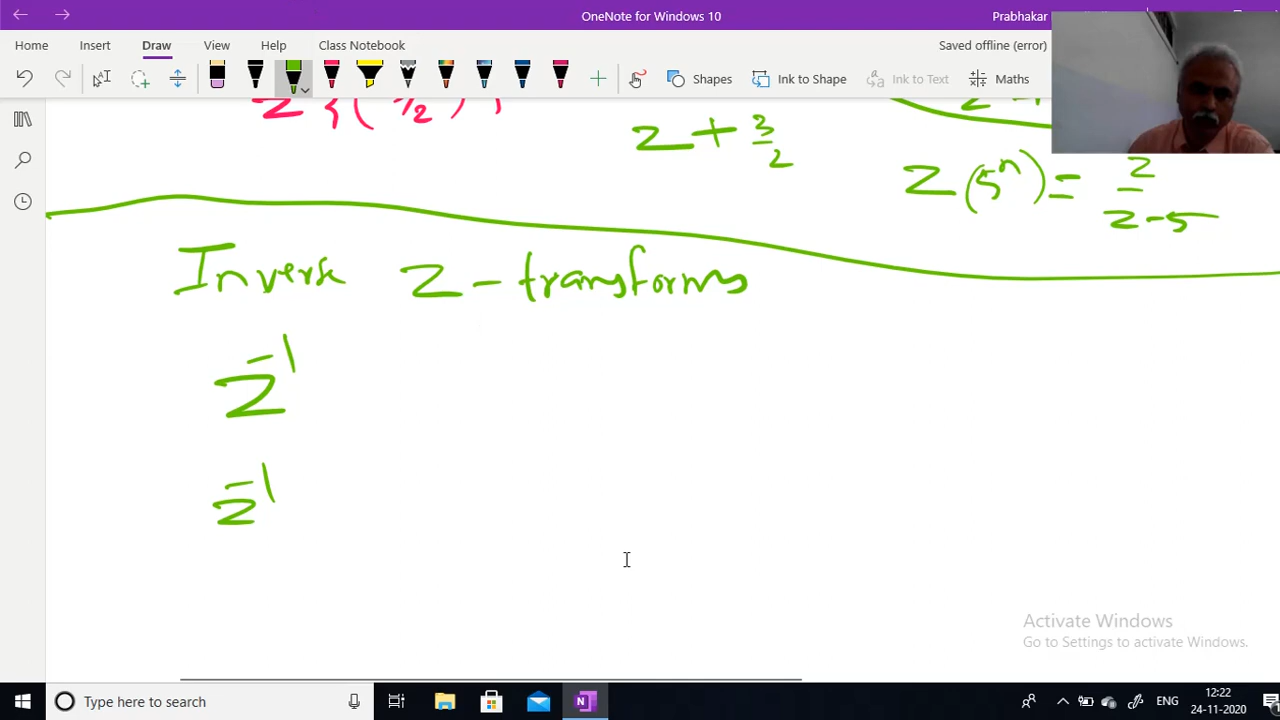 OneNote for Windows 10
Prabhakar
Home Insert Draw View Help Class Notebook
Saved offline (error)
Shapes Ink to Shape Ink to Text Maths
z + 3/2
Z(5ⁿ) = z/(z-5)
Inverse Z-transforms
Z⁻¹
z⁻¹
Activate Windows
Go to Settings to activate Windows.
Type here to search
ENG
12:22
24-11-2020